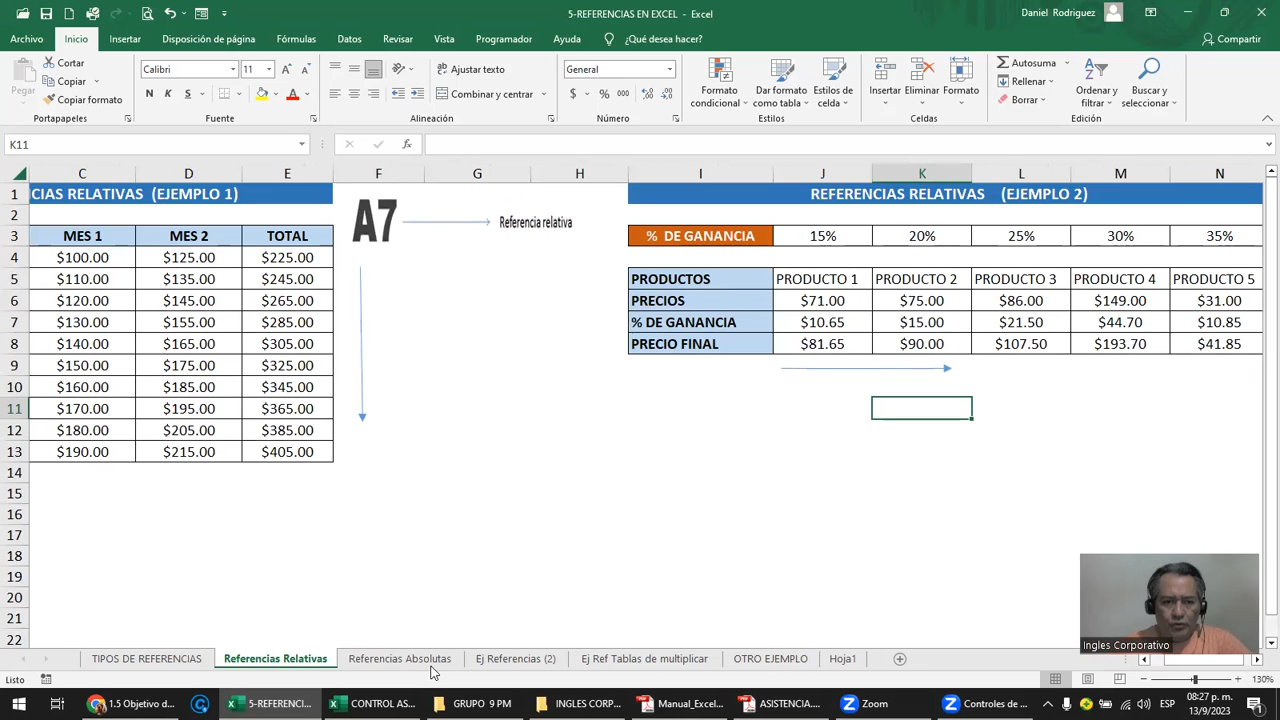 5-REFERENCIAS EN EXCEL - Excel
Daniel Rodriguez
Archivo Inicio Insertar Disposición de página Fórmulas Datos Revisar Vista Programador Ayuda ¿Qué desea hacer? Compartir
Pegar
Cortar
Copiar
Copiar formato
Portapapeles
Calibri 11
N K S
Fuente
Ajustar texto
Combinar y centrar
Alineación
General
$ % 000
Número
Formato condicional
Dar formato como tabla
Estilos de celda
Estilos
Insertar Eliminar Formato
Celdas
Autosuma
Rellenar
Borrar
Ordenar y filtrar
Buscar y seleccionar
Edición
K11
fx
C D E F G H I J K L M N
1 CIAS RELATIVAS (EJEMPLO 1) REFERENCIAS RELATIVAS (EJEMPLO 2)
2 A7 Referencia relativa
3 MES 1 MES 2 TOTAL % DE GANANCIA 15% 20% 25% 30% 35%
4 $100.00 $125.00 $225.00
5 $110.00 $135.00 $245.00 PRODUCTOS PRODUCTO 1 PRODUCTO 2 PRODUCTO 3 PRODUCTO 4 PRODUCTO 5
6 $120.00 $145.00 $265.00 PRECIOS $71.00 $75.00 $86.00 $149.00 $31.00
7 $130.00 $155.00 $285.00 % DE GANANCIA $10.65 $15.00 $21.50 $44.70 $10.85
8 $140.00 $165.00 $305.00 PRECIO FINAL $81.65 $90.00 $107.50 $193.70 $41.85
9 $150.00 $175.00 $325.00
10 $160.00 $185.00 $345.00
11 $170.00 $195.00 $365.00
12 $180.00 $205.00 $385.00
13 $190.00 $215.00 $405.00
14
15
16
17
18
19
20
21
22
Ingles Corporativo
TIPOS DE REFERENCIAS Referencias Relativas Referencias Absolutas Ej Referencias (2) Ej Ref Tablas de multiplicar OTRO EJEMPLO Hoja1
Listo 130%
1.5 Objetivo d... 5-REFERENCI... CONTROL AS... GRUPO 9 PM INGLES CORP... Manual_Excel... ASISTENCIA.... Zoom Controles de ... ESP 08:27 p. m.
13/9/2023